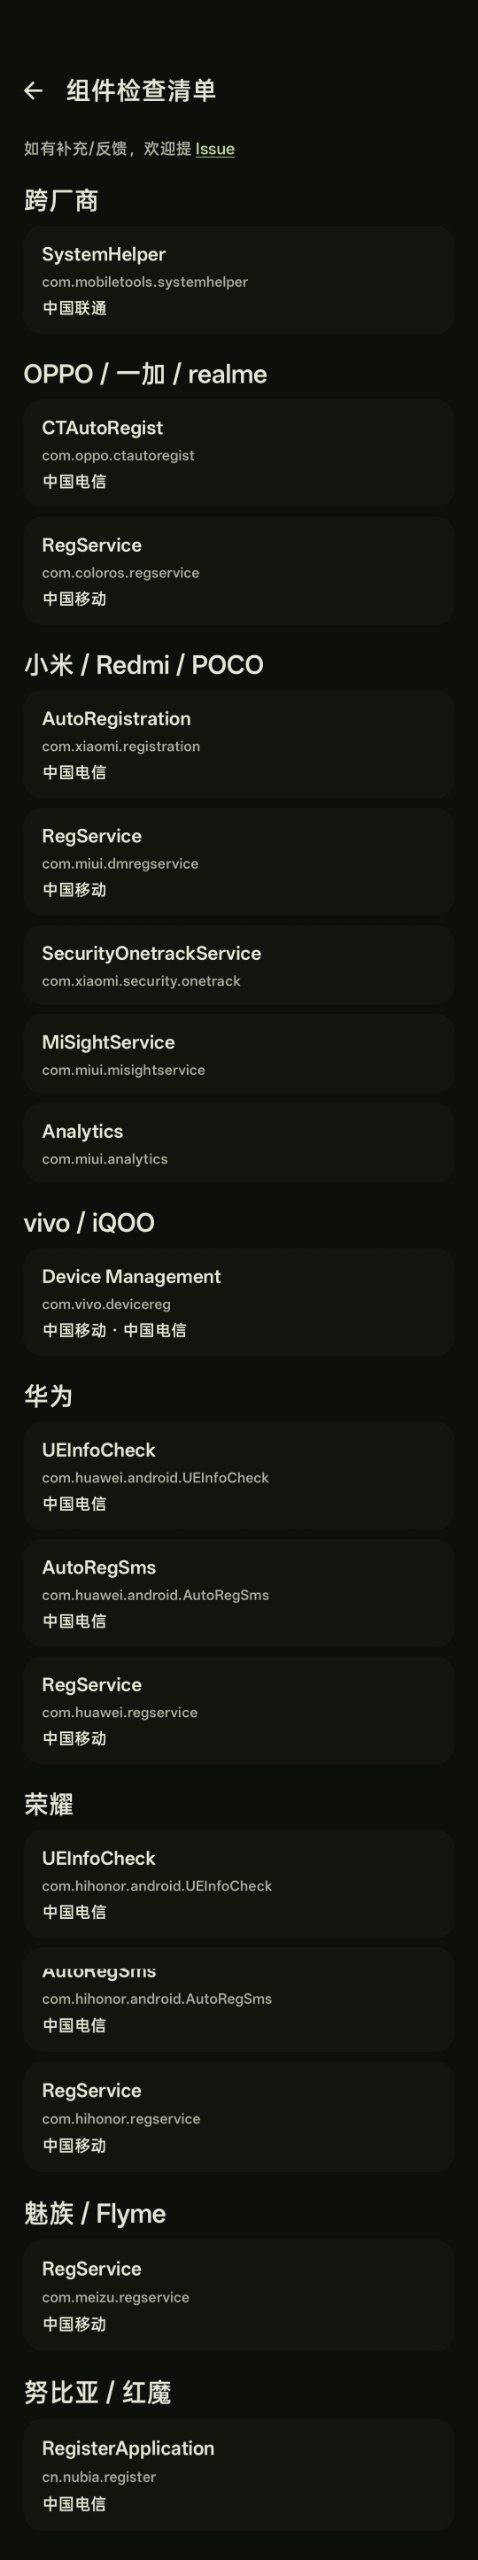 组件检查清单
如有补充/反馈，欢迎提 Issue
跨厂商
SystemHelper
com.mobiletools.systemhelper
中国联通
OPPO / 一加 / realme
CTAutoRegist
com.oppo.ctautoregist
中国电信
RegService
com.coloros.regservice
中国移动
小米 / Redmi / POCO
AutoRegistration
com.xiaomi.registration
中国电信
RegService
com.miui.dmregservice
中国移动
SecurityOnetrackService
com.xiaomi.security.onetrack
MiSightService
com.miui.misightservice
Analytics
com.miui.analytics
vivo / iQOO
Device Management
com.vivo.devicereg
中国移动 · 中国电信
华为
UEInfoCheck
com.huawei.android.UEInfoCheck
中国电信
AutoRegSms
com.huawei.android.AutoRegSms
中国电信
RegService
com.huawei.regservice
中国移动
荣耀
UEInfoCheck
com.hihonor.android.UEInfoCheck
中国电信
AutoRegSms
com.hihonor.android.AutoRegSms
中国电信
RegService
com.hihonor.regservice
中国移动
魅族 / Flyme
RegService
com.meizu.regservice
中国移动
努比亚 / 红魔
RegisterApplication
cn.nubia.register
中国电信